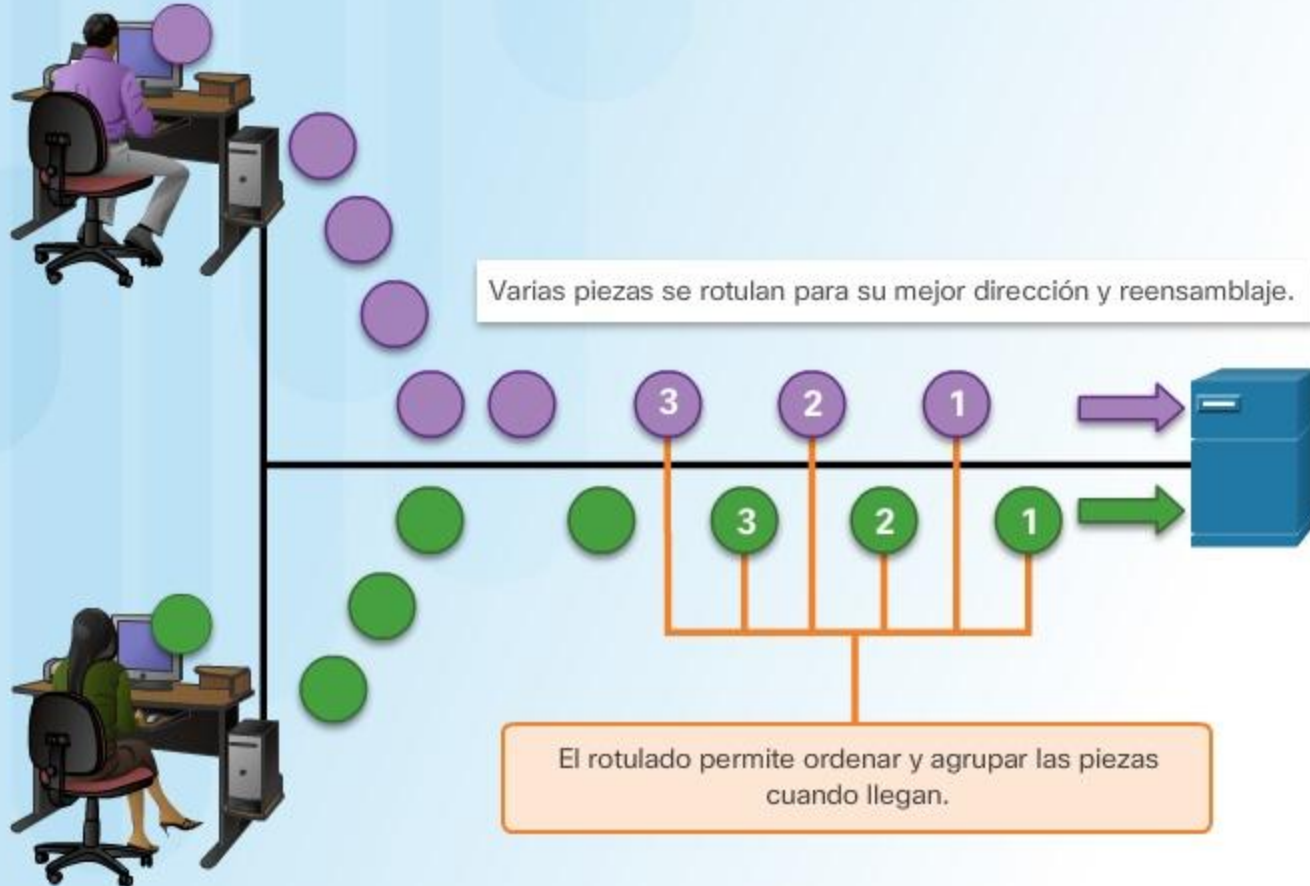 Varias piezas se rotulan para su mejor dirección y reensamblaje.
3 2 1
3 2 1
El rotulado permite ordenar y agrupar las piezas
cuando llegan.